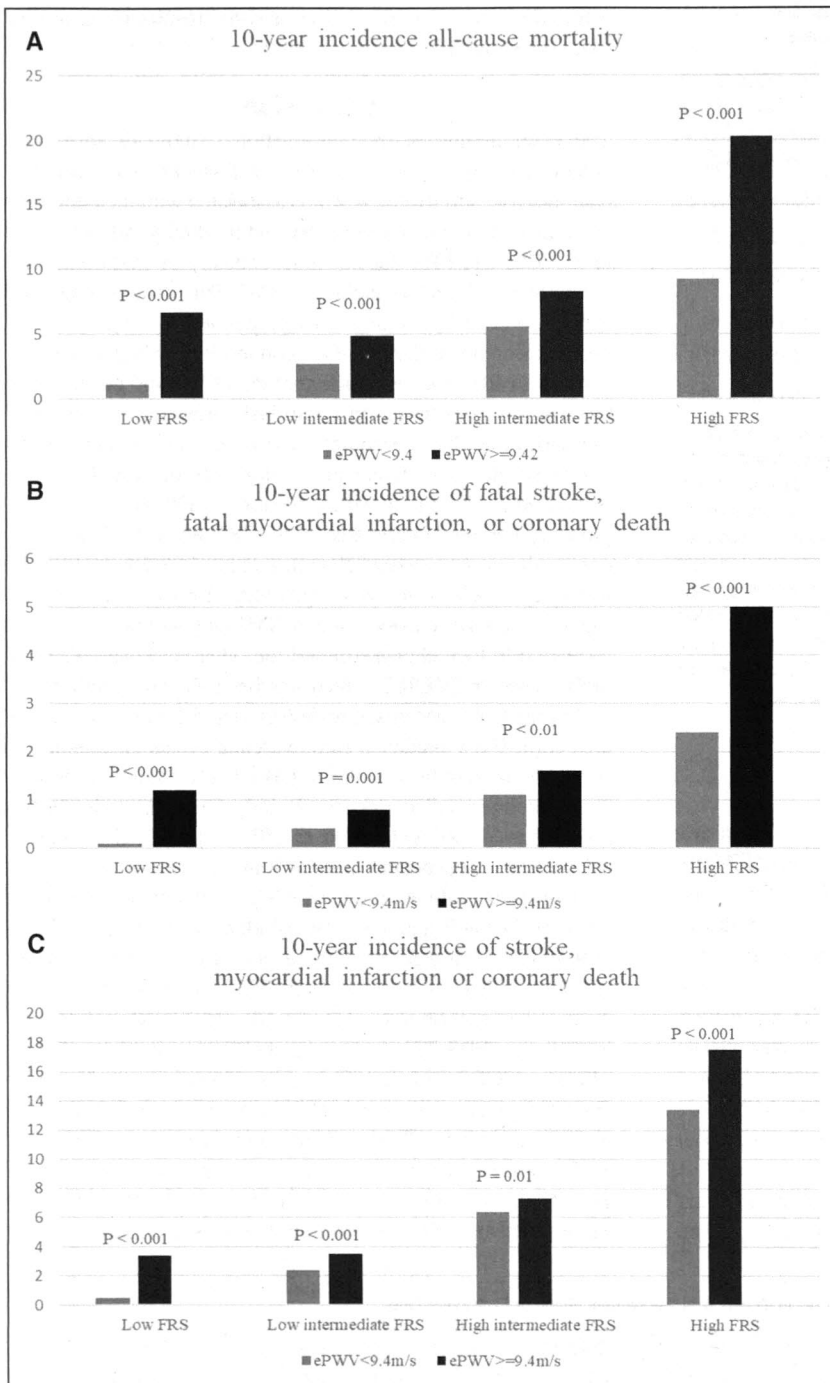 A
10-year incidence all-cause mortality
25
20
15
10
5
0
P < 0.001
P < 0.001
P < 0.001
P < 0.001
Low FRS Low intermediate FRS High intermediate FRS High FRS
ePWV<9.4 ePWV>=9.42
B
10-year incidence of fatal stroke,
fatal myocardial infarction, or coronary death
6
5
4
3
2
1
0
P < 0.001
P = 0.001
P < 0.01
P < 0.001
Low FRS Low intermediate FRS High intermediate FRS High FRS
ePWV<9.4m/s ePWV>=9.4m/s
C
10-year incidence of stroke,
myocardial infarction or coronary death
20
18
16
14
12
10
8
6
4
2
0
P < 0.001
P < 0.001
P = 0.01
P < 0.001
Low FRS Low intermediate FRS High intermediate FRS High FRS
ePWV<9.4m/s ePWV>=9.4m/s